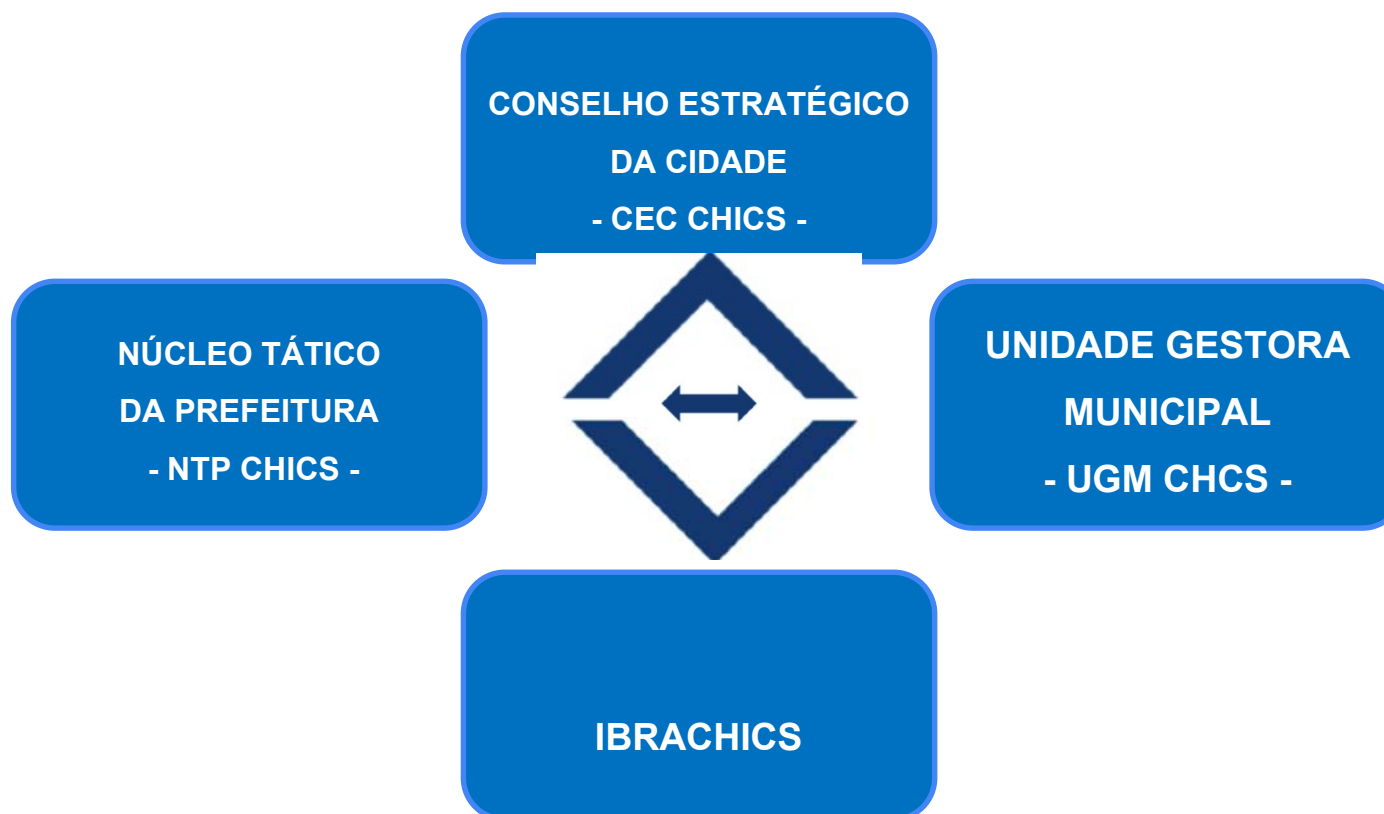 CONSELHO ESTRATÉGICO
DA CIDADE
- CEC CHICS -
NÚCLEO TÁTICO
DA PREFEITURA
- NTP CHICS -
UNIDADE GESTORA
MUNICIPAL
- UGM CHCS -
IBRACHICS